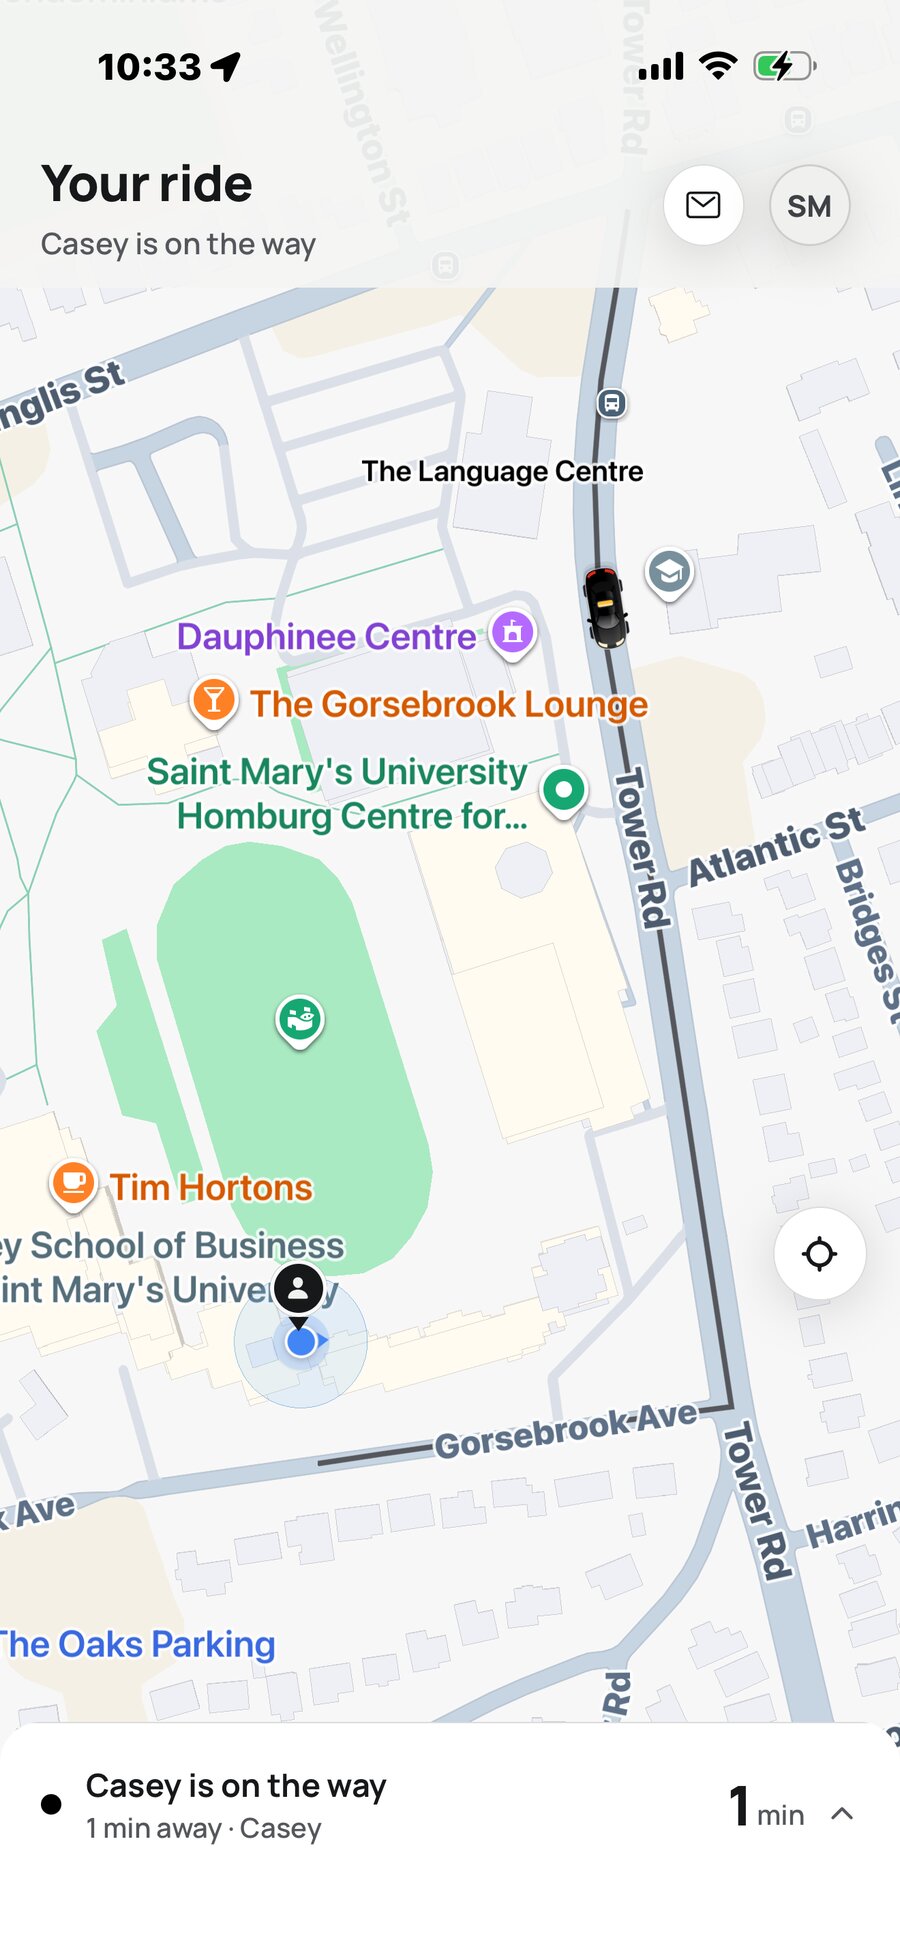 Wellington St
Tower Rd
10:33
Your ride
Casey is on the way
SM
nglis St
The Language Centre
Dauphinee Centre
The Gorsebrook Lounge
Saint Mary's University
Homburg Centre for...
Tower Rd
Atlantic St
Bridges S
Tim Hortons
ey School of Business
int Mary's Unive y
Gorsebrook Ave
Tower Rd
k Ave
Harrin
The Oaks Parking
Rd
Casey is on the way
1 min away · Casey
1 min